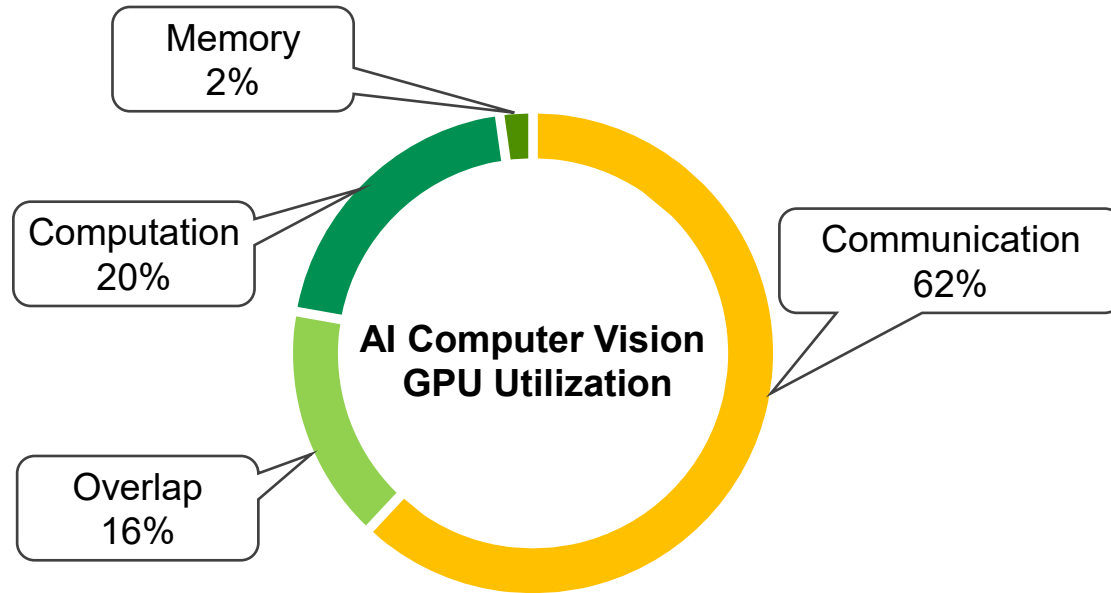 Memory
2%
Computation
20%
Communication
62%
AI Computer Vision
GPU Utilization
Overlap
16%